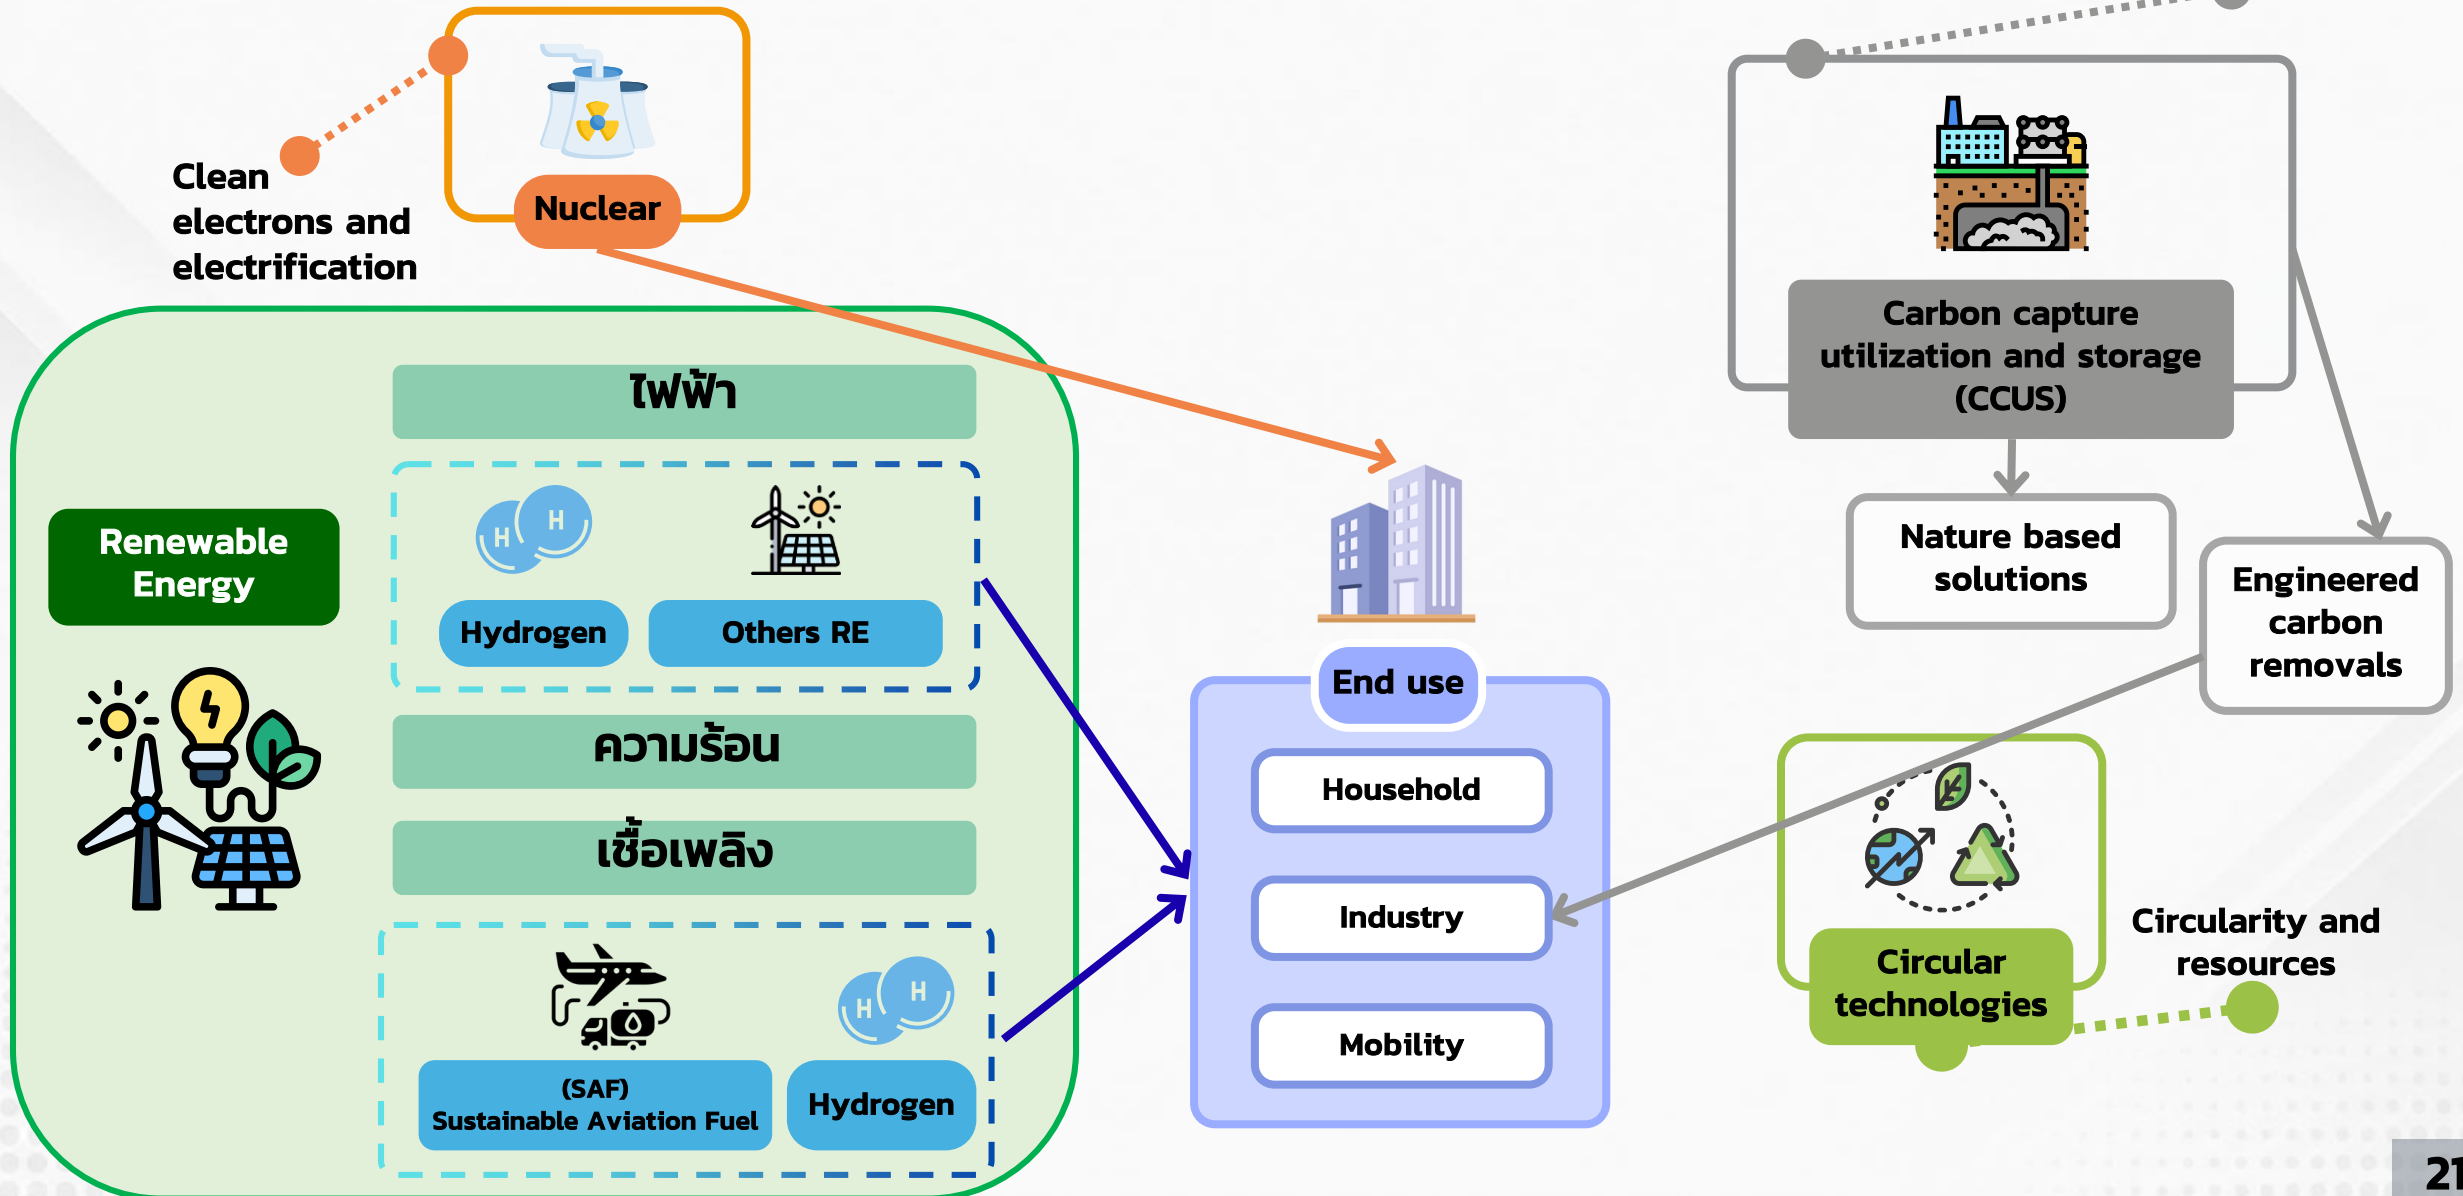 Clean
electrons and
electrification
Nuclear
Renewable
Energy
ไฟฟ้า
H H
Hydrogen
Others RE
ความร้อน
เชื้อเพลิง
H H
(SAF)
Sustainable Aviation Fuel
Hydrogen
End use
Household
Industry
Mobility
Carbon capture
utilization and storage
(CCUS)
Nature based
solutions
Engineered
carbon
removals
Circular
technologies
Circularity and
resources
21